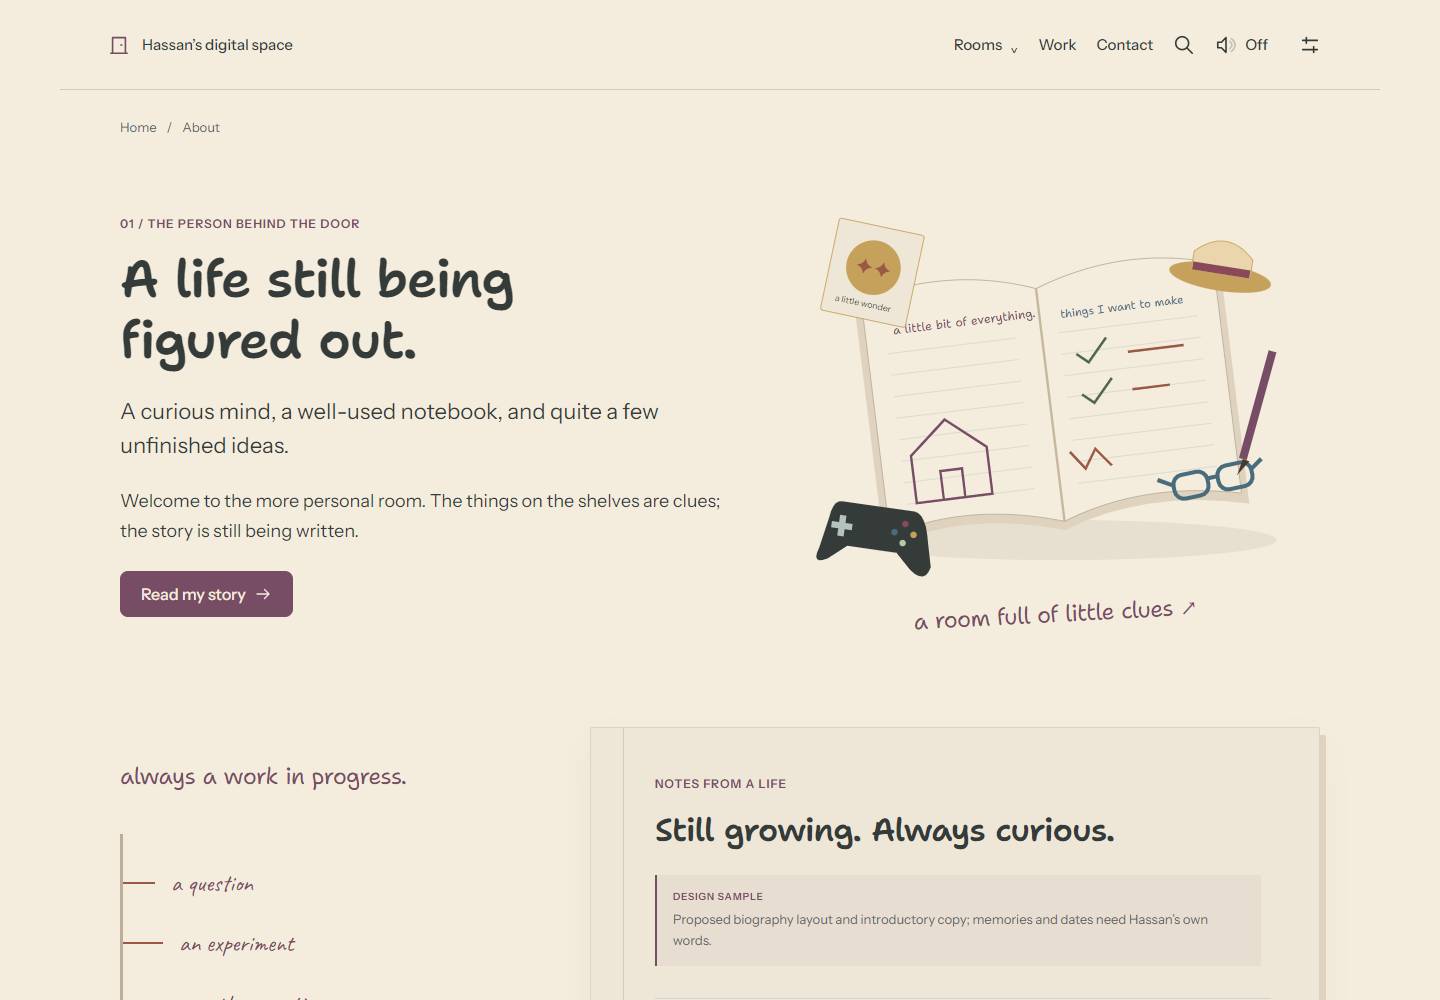 Hassan's digital space
Rooms
Work
Contact
Off
Home / About
01 / THE PERSON BEHIND THE DOOR
A life still being
figured out.
A curious mind, a well-used notebook, and quite a few
unfinished ideas.
Welcome to the more personal room. The things on the shelves are clues;
the story is still being written.
Read my story →
a little wonder
a little bit of everything.
things I want to make
a room full of little clues ↗
always a work in progress.
a question
an experiment
NOTES FROM A LIFE
Still growing. Always curious.
DESIGN SAMPLE
Proposed biography layout and introductory copy; memories and dates need Hassan's own
words.